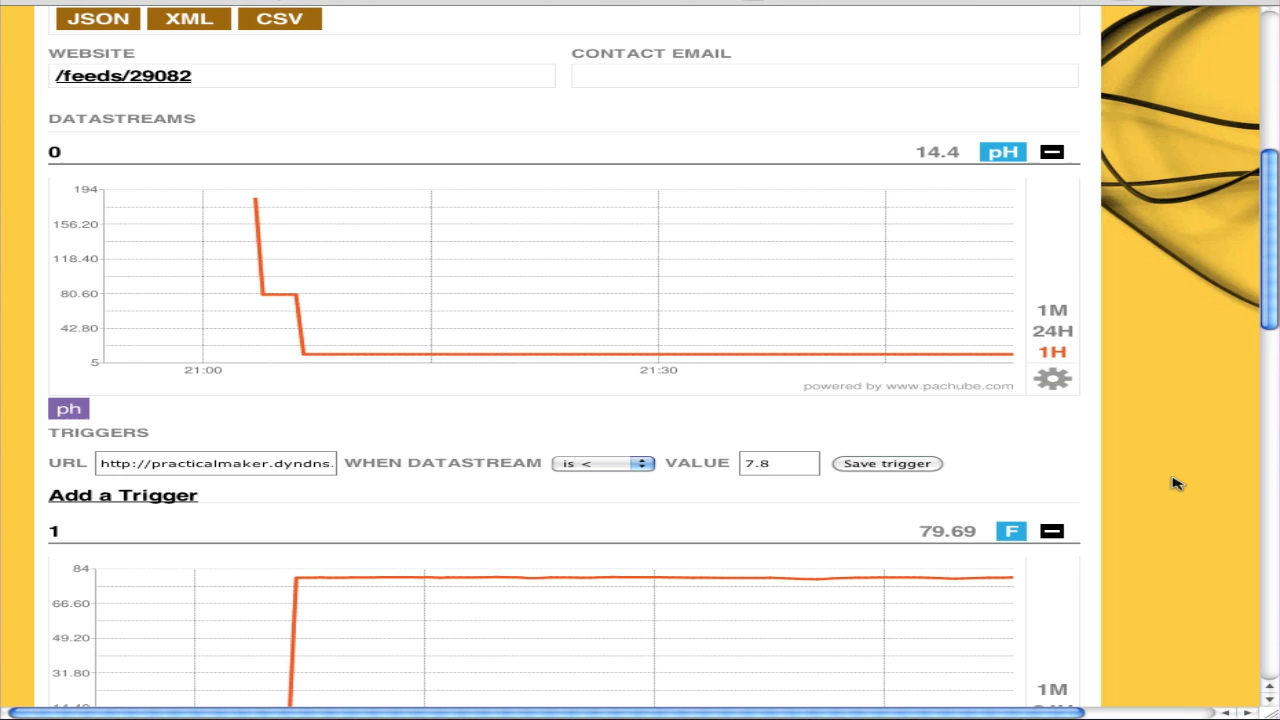 JSON XML CSV
WEBSITE CONTACT EMAIL
/feeds/29082
DATASTREAMS
0 14.4 pH
194
156.20
118.40
80.60
42.80
5
21:00 21:30
1M
24H
1H
powered by www.pachube.com
ph
TRIGGERS
URL http://practicalmaker.dyndns. WHEN DATASTREAM is < VALUE 7.8 Save trigger
Add a Trigger
1 79.69 F
84
66.60
49.20
31.80
1M